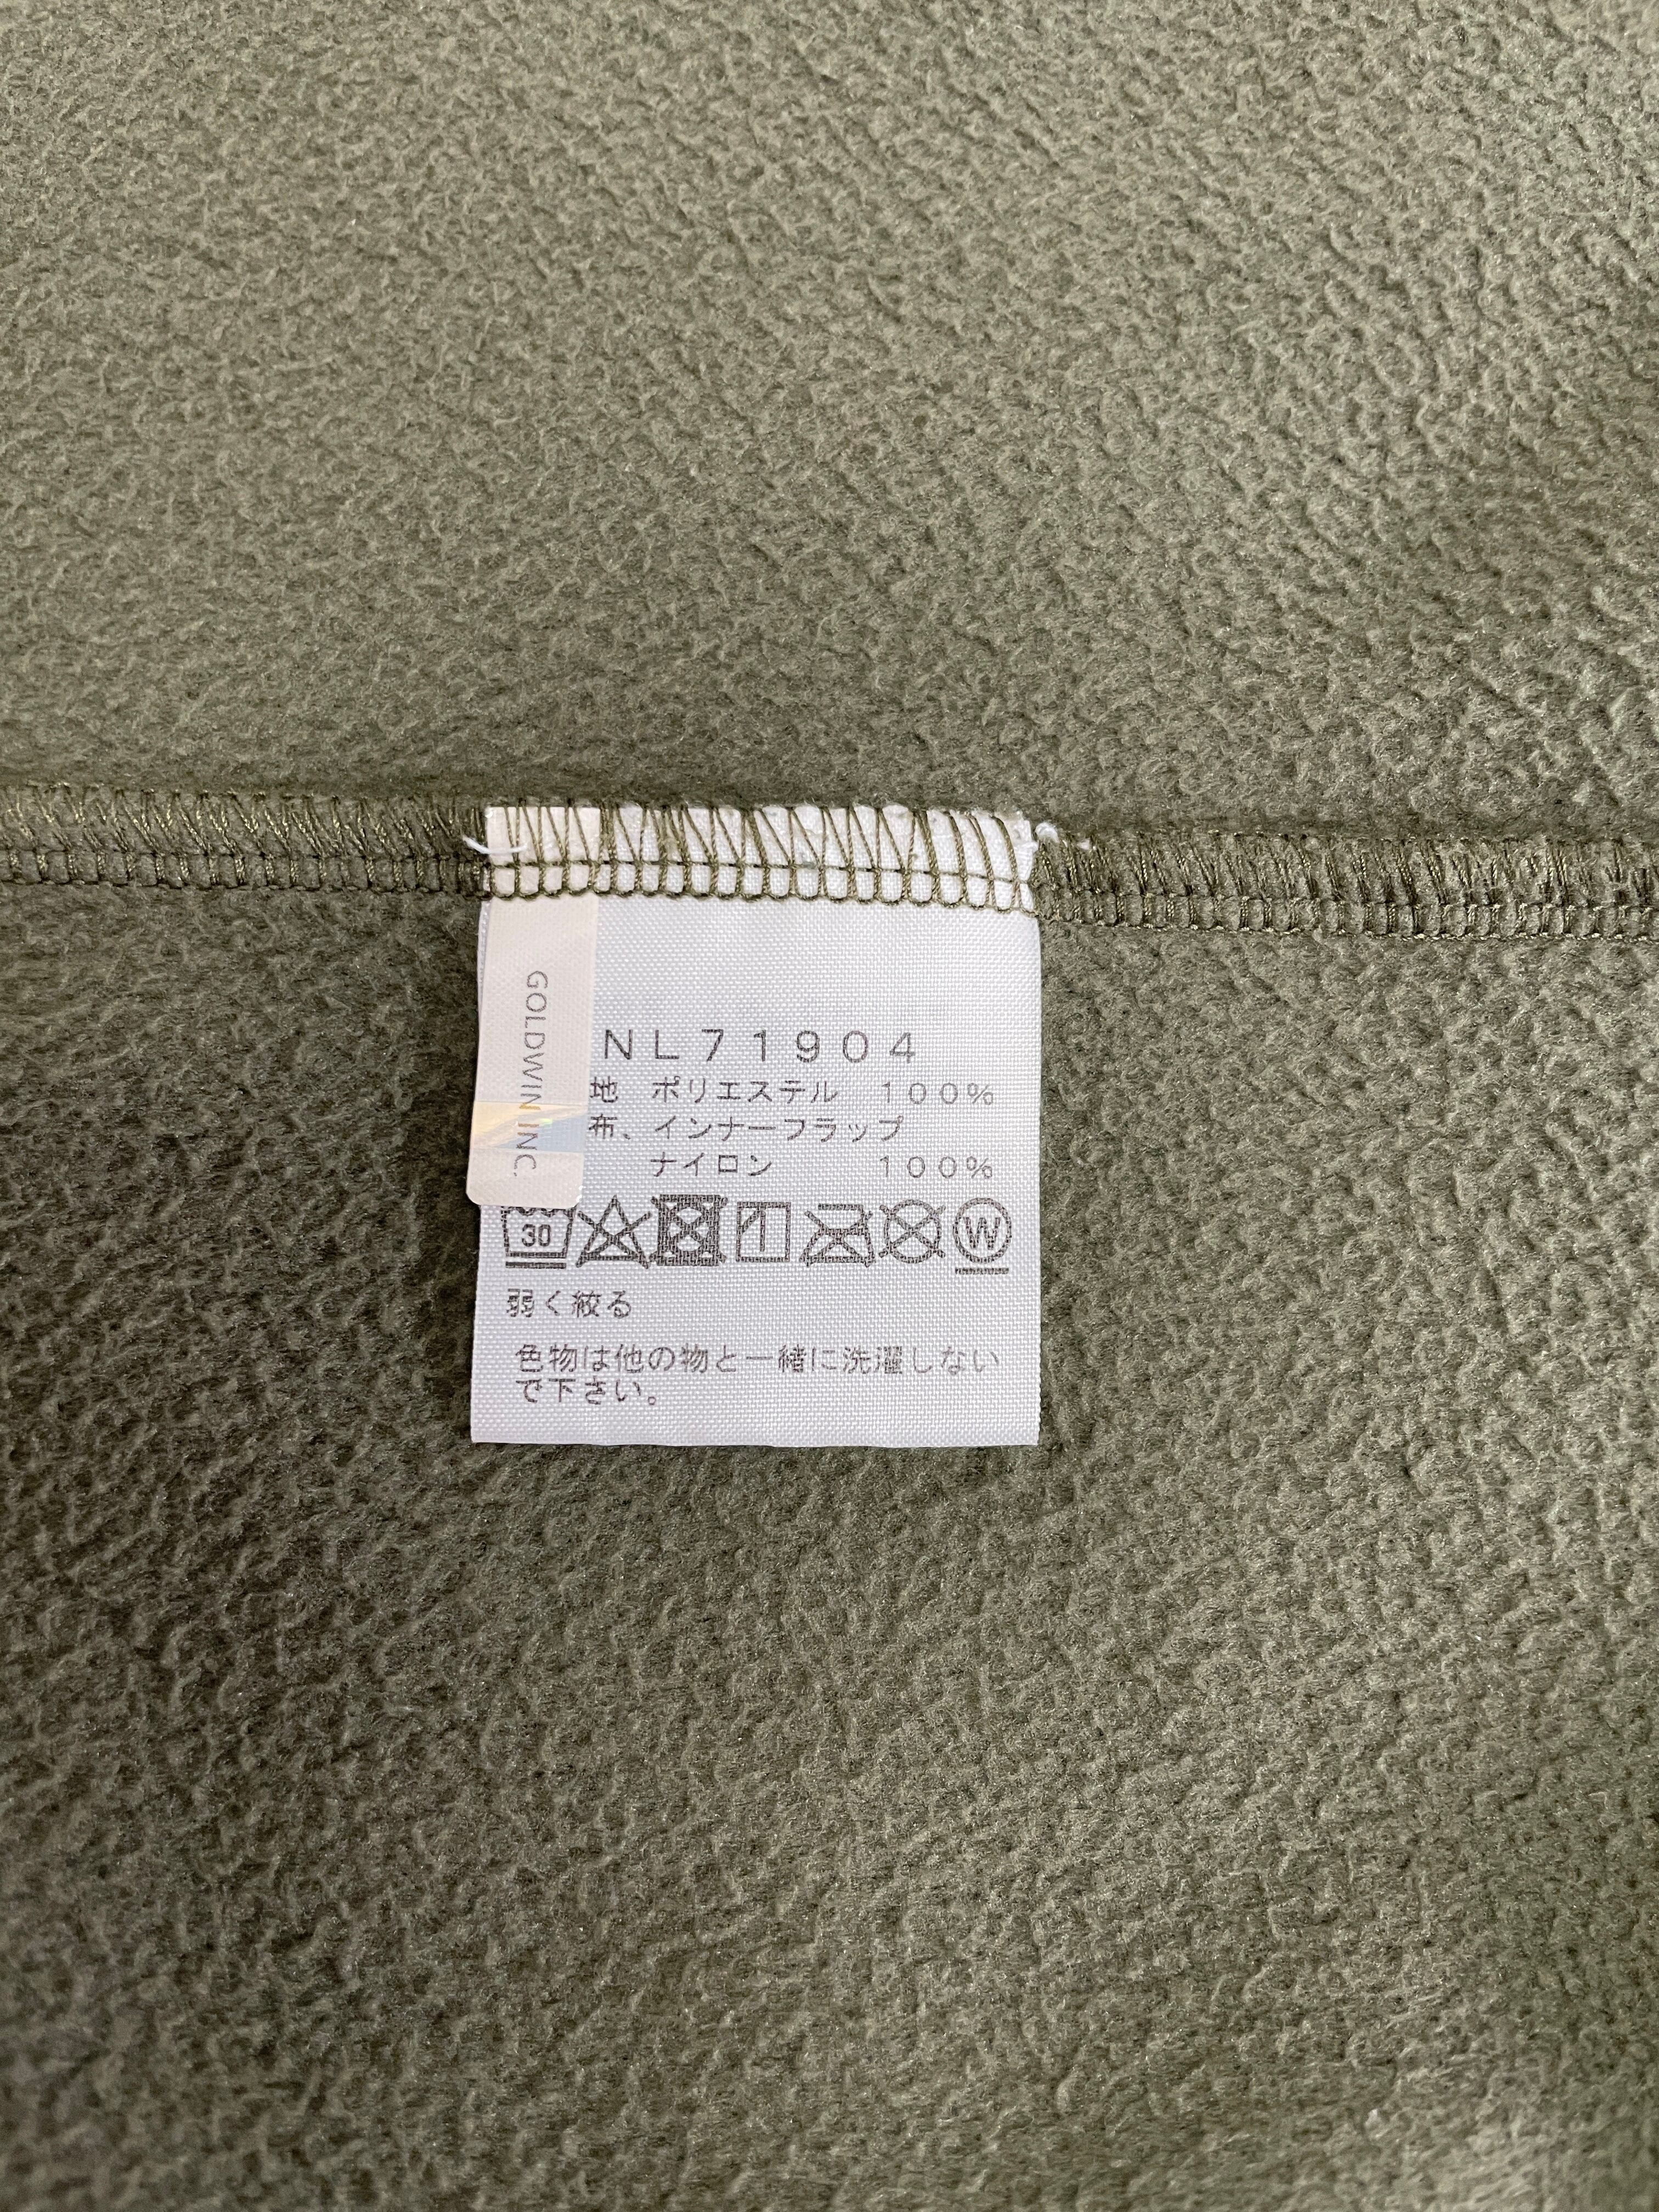 GOLDWIN INC.
NL71904
地 ポリエステル 100%
布、インナーフラップ
ナイロン 100%
30
W
弱く絞る
色物は他の物と一緒に洗濯しない
で下さい。